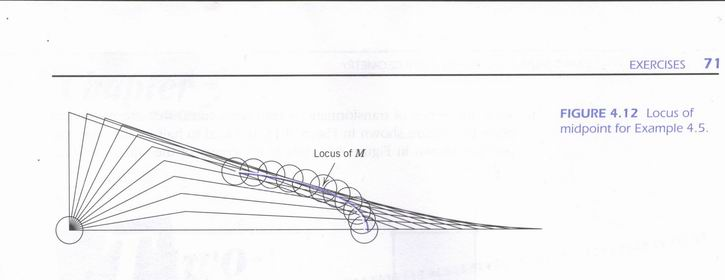 EXERCISES 71
FIGURE 4.12 Locus of
midpoint for Example 4.5.
Locus of M